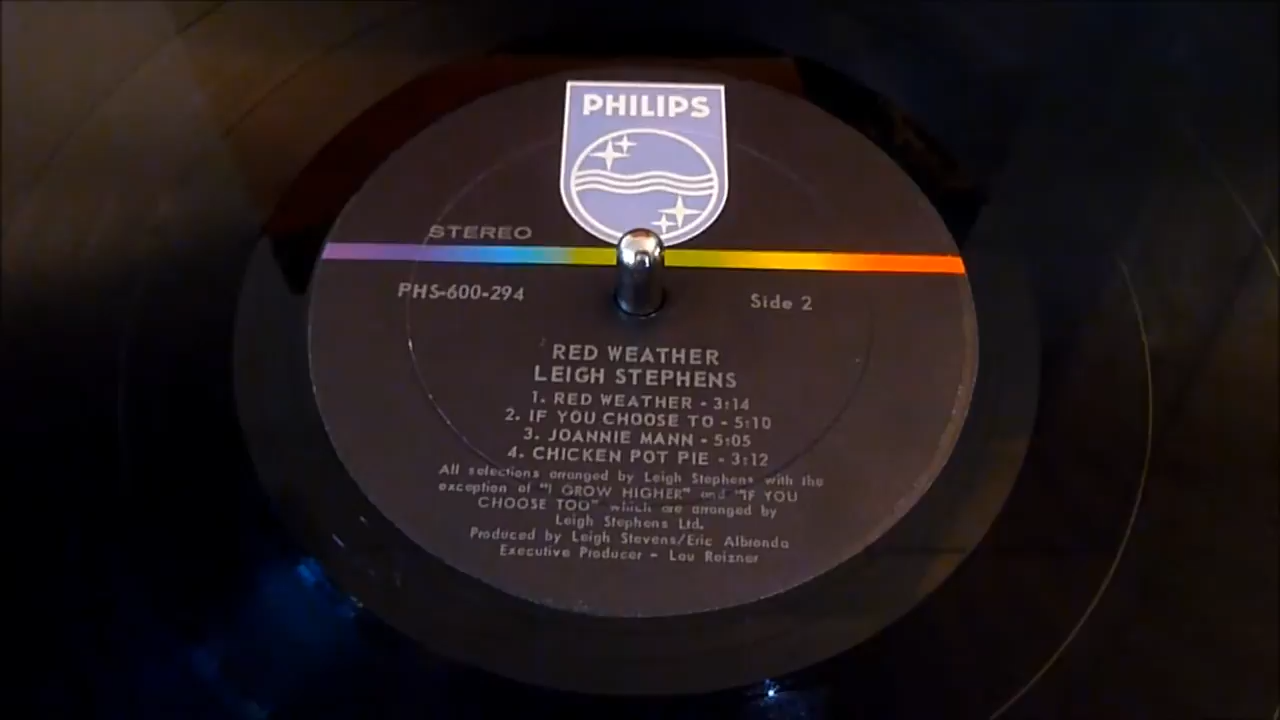 PHILIPS
STEREO
PHS-600-294
Side 2
RED WEATHER
LEIGH STEPHENS
1. RED WEATHER - 3:14
2. IF YOU CHOOSE TO - 5:10
3. JOANNIE MANN - 5:05
4. CHICKEN POT PIE - 3:12
All selections arranged by Leigh Stephens with the
exception of "I GROW HIGHER" and "IF YOU
CHOOSE TOO" which are arranged by
Leigh Stephens Ltd.
Produced by Leigh Stevens/Eric Albronda
Executive Producer - Lou Reizner